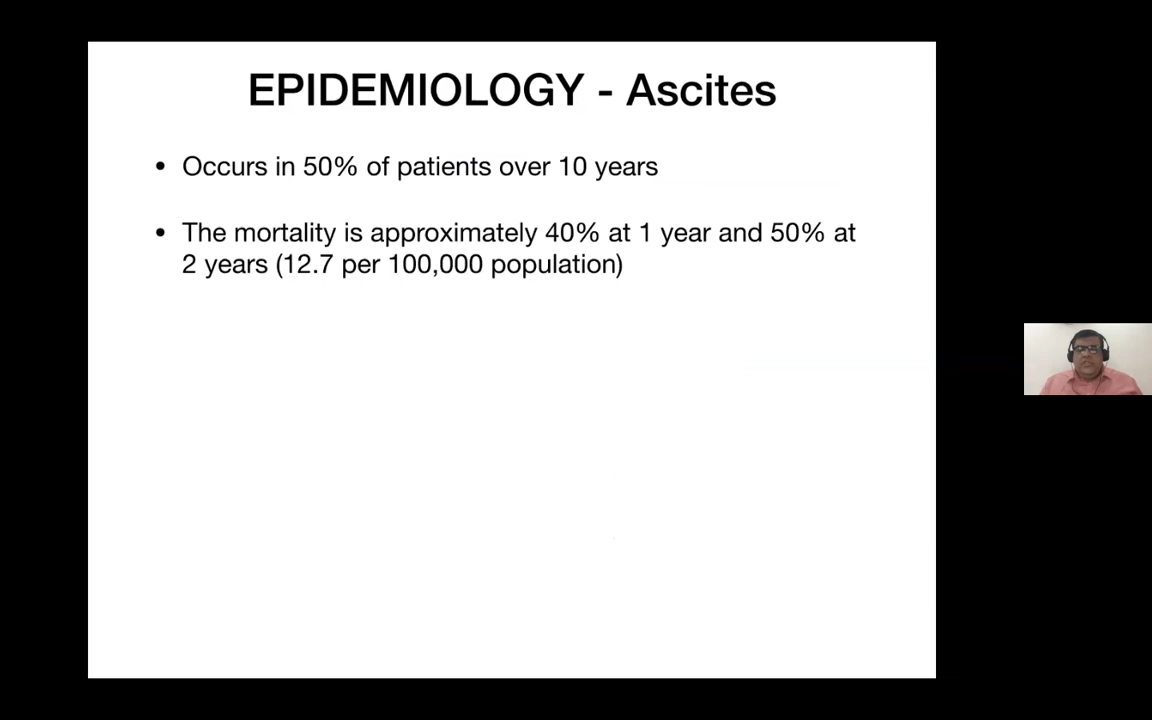 EPIDEMIOLOGY - Ascites
• Occurs in 50% of patients over 10 years
• The mortality is approximately 40% at 1 year and 50% at
2 years (12.7 per 100,000 population)